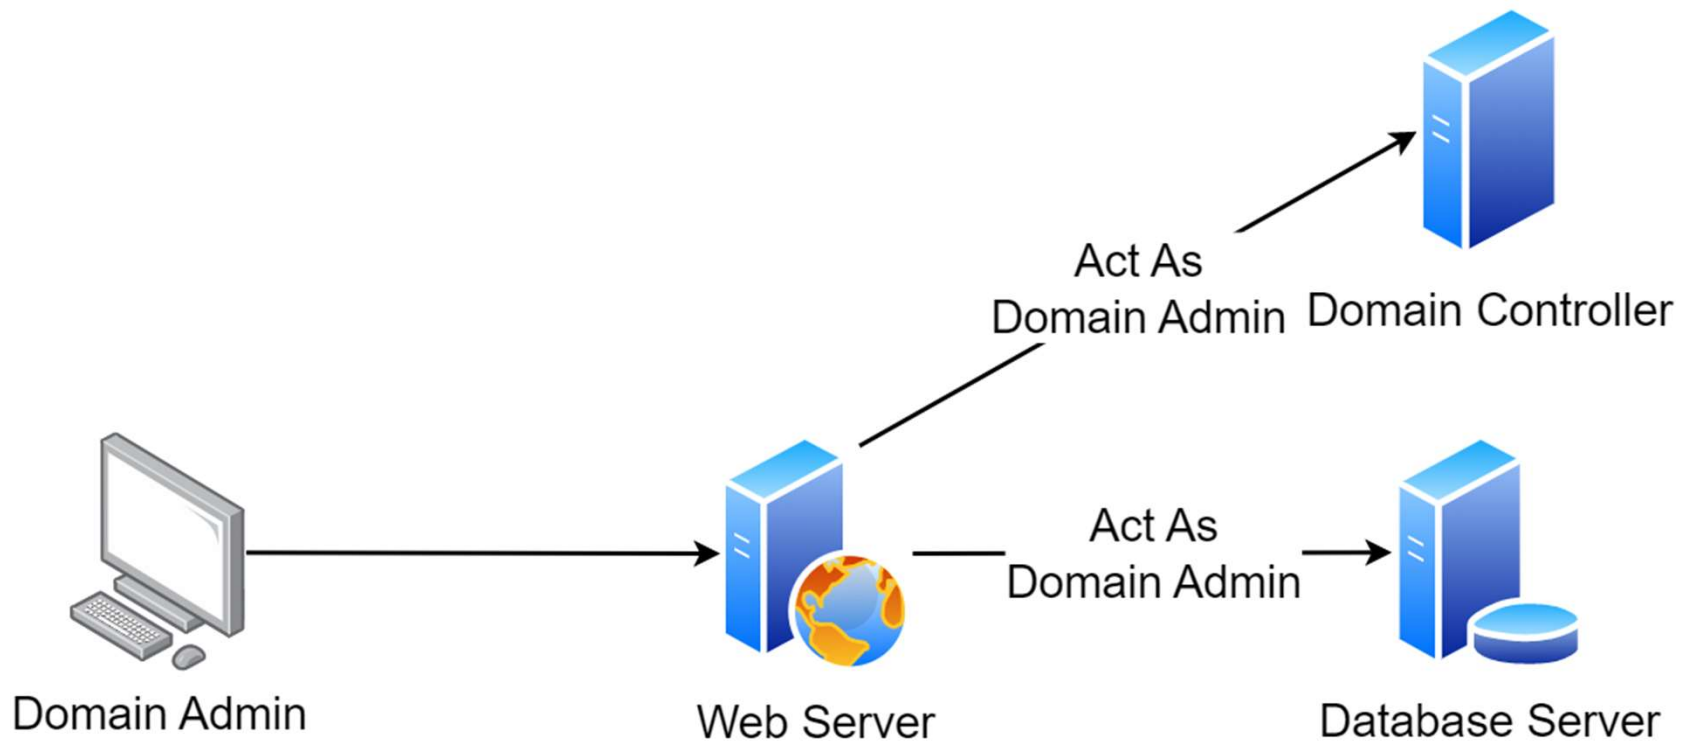 Act As
Domain Admin
Domain Controller
Act As
Domain Admin
Domain Admin
Web Server
Database Server